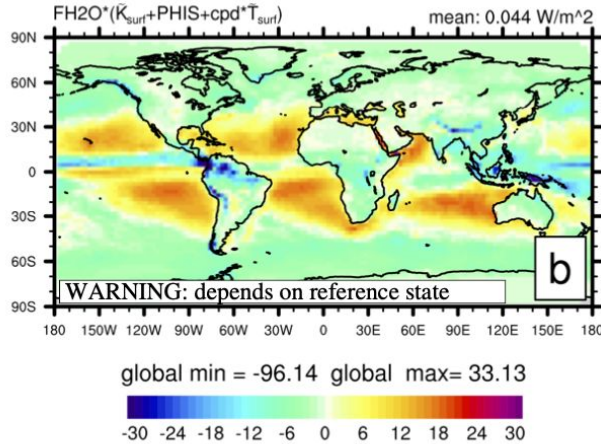 FH2O*(K̃surf+PHIS+cpd*T̃surf) mean: 0.044 W/m^2
90N
60N
30N
0
30S
60S
90S
b
WARNING: depends on reference state
180 150W 120W 90W 60W 30W 0 30E 60E 90E 120E 150E 180
global min = -96.14 global max= 33.13
-30 -24 -18 -12 -6 0 6 12 18 24 30